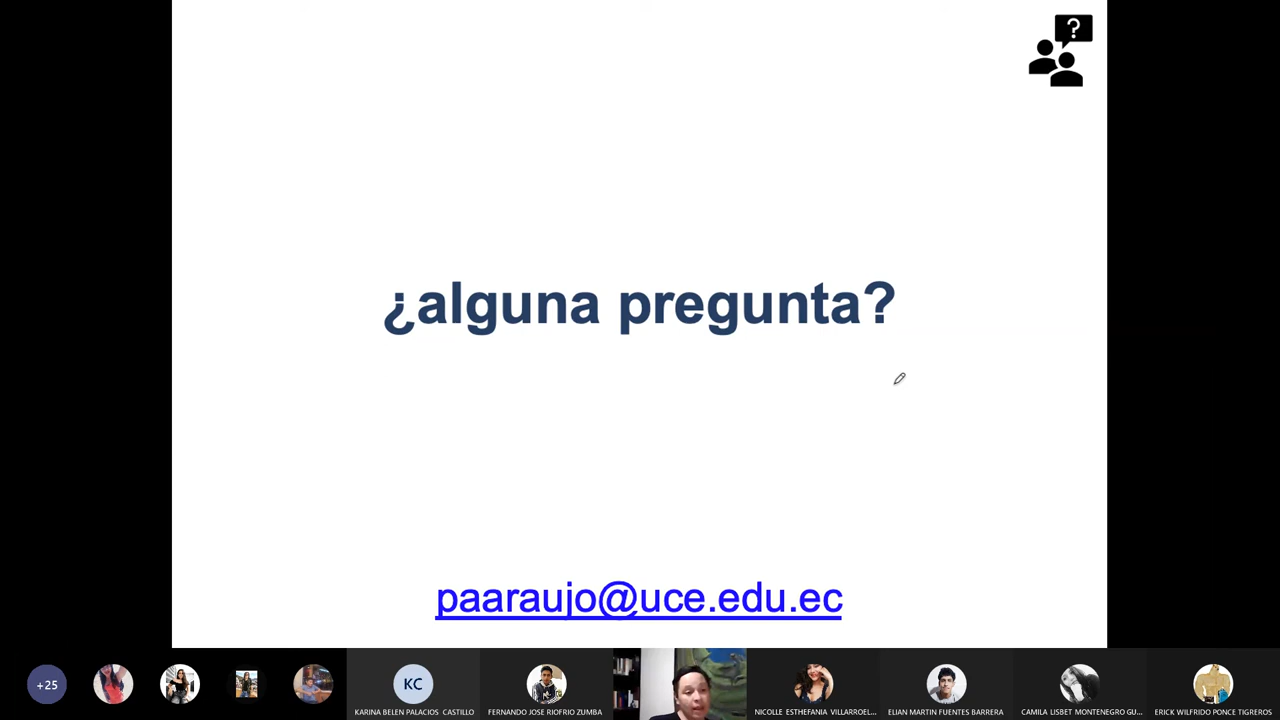 ?
¿alguna pregunta?
paaraujo@uce.edu.ec
+25
KC
KARINA BELEN PALACIOS CASTILLO
FERNANDO JOSE RIOFRIO ZUMBA
NICOLLE ESTHEFANIA VILLARROEL...
ELIAN MARTIN FUENTES BARRERA
CAMILA LISBET MONTENEGRO GU...
ERICK WILFRIDO PONCE TIGREROS